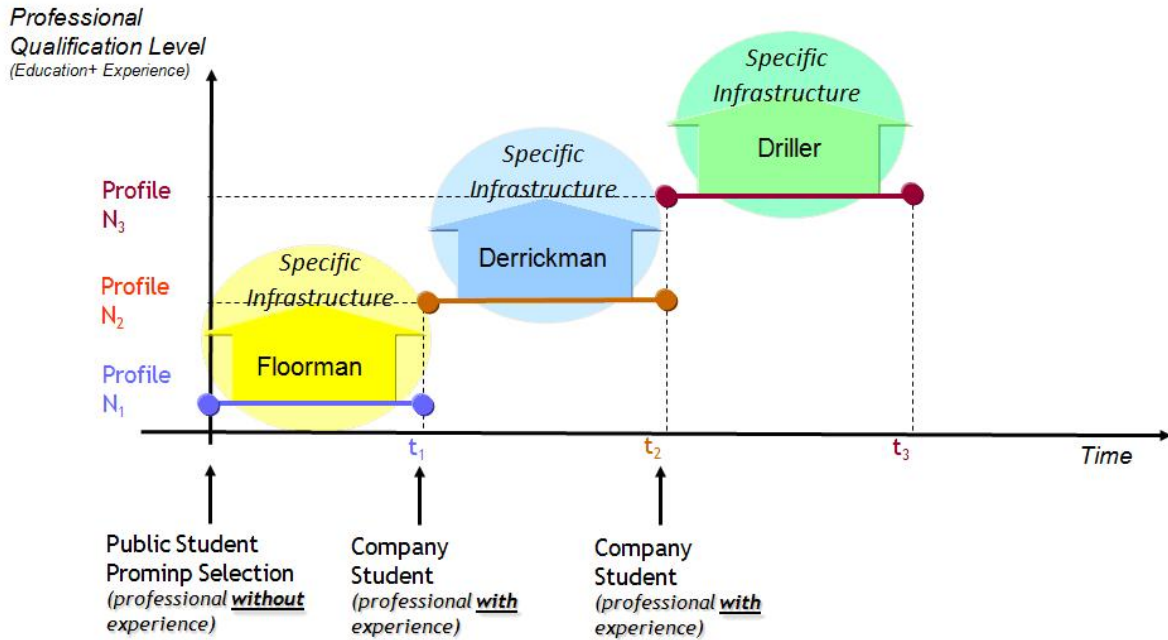 Professional
Qualification Level
(Education+ Experience)
Specific
Infrastructure
Driller
Specific
Infrastructure
Derrickman
Specific
Infrastructure
Floorman
Profile
N3
Profile
N2
Profile
N1
t1
t2
t3
Time
Public Student
Prominp Selection
(professional without
experience)
Company
Student
(professional with
experience)
Company
Student
(professional with
experience)